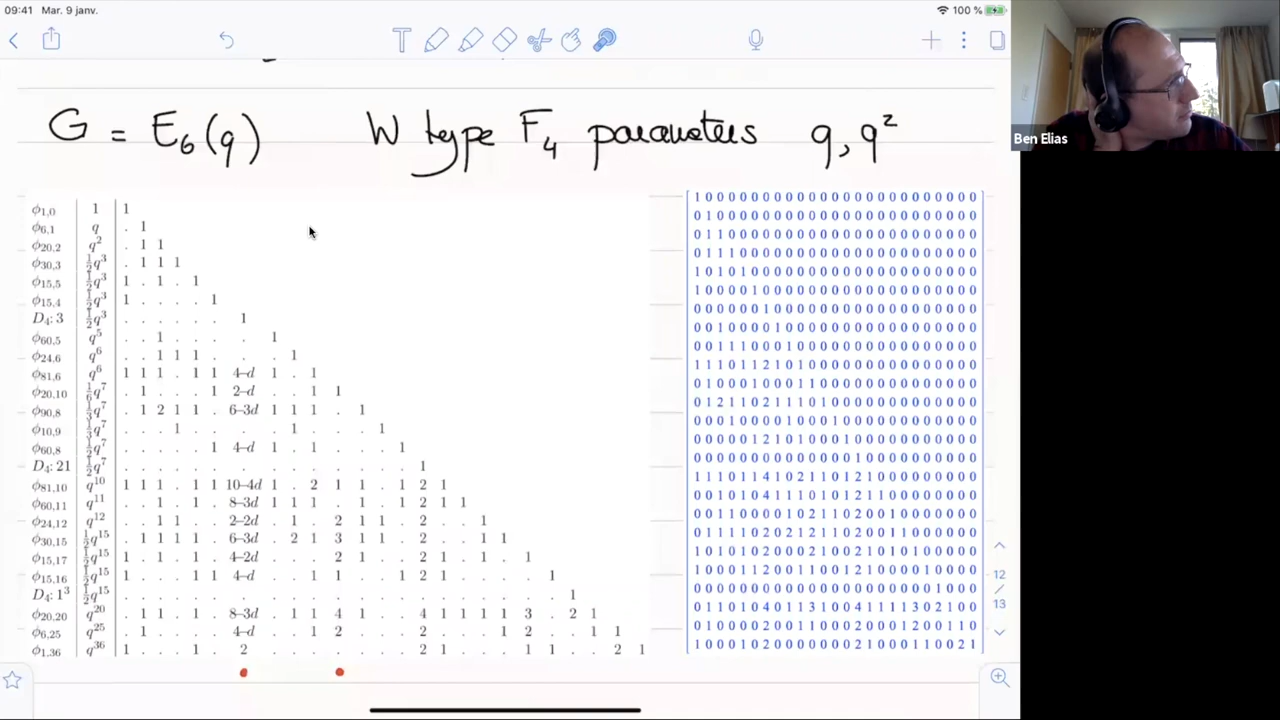 09:41 Mar. 9 janv.
100 %
G = E₆(q) W type F₄ parameters q, q²
ϕ1,0 1 1
ϕ6,1 q . 1
ϕ20,2 q² . 1 1
ϕ30,3 ½q³ . 1 1 1
ϕ15,5 ½q³ 1 . 1 . 1
ϕ15,4 ½q³ 1 . . . . 1
D₄: 3 ½q³ . . . . . . 1
ϕ60,5 q⁵ . . 1 . . . . 1
ϕ24,6 q⁶ . . 1 1 1 . . . 1
ϕ81,6 q⁶ 1 1 1 . 1 1 4–d 1 . 1
ϕ20,10 ⅙q⁷ . 1 . . . 1 2–d . . 1 1
ϕ90,8 ⅓q⁷ . 1 2 1 1 . 6–3d 1 1 1 . 1
ϕ10,9 ⅓q⁷ . . . 1 . . . . 1 . . . 1
ϕ60,8 ½q⁷ . . . . . 1 4–d 1 . 1 . . . 1
D₄: 21 ½q⁷ . . . . . . . . . . . . . . 1
ϕ81,10 q¹⁰ 1 1 1 . 1 1 10–4d 1 . 2 1 1 . 1 2 1
ϕ60,11 q¹¹ . . 1 . 1 . 8–3d 1 1 1 . 1 . 1 2 1 1
ϕ24,12 q¹² . . 1 1 . . 2–2d . 1 . 2 1 1 . 2 . . 1
ϕ30,15 ½q¹⁵ . 1 1 1 1 . 6–3d . 2 1 3 1 1 . 2 . . 1 1
ϕ15,17 ½q¹⁵ 1 . 1 . 1 . 4–2d . . . 2 1 . . 2 1 . 1 . 1
ϕ15,16 ½q¹⁵ 1 . . . 1 1 4–d . . 1 1 . . 1 2 1 . . . . 1
D₄: 1³ ½q¹⁵ . . . . . . . . . . . . . . . . . . . . . 1
ϕ20,20 q²⁰ . 1 1 . 1 . 8–3d . 1 1 4 1 . . 4 1 1 1 1 3 . 2 1
ϕ6,25 q²⁵ . 1 . . . . 4–d . . 1 2 . . . 2 . . . 1 2 . . 1 1
ϕ1,36 q³⁶ 1 . . . 1 . 2 . . . . . . . 2 1 . . . 1 1 . . 2 1
1 0 0 0 0 0 0 0 0 0 0 0 0 0 0 0 0 0 0 0 0 0 0 0 0
0 1 0 0 0 0 0 0 0 0 0 0 0 0 0 0 0 0 0 0 0 0 0 0 0
0 1 1 0 0 0 0 0 0 0 0 0 0 0 0 0 0 0 0 0 0 0 0 0 0
0 1 1 1 0 0 0 0 0 0 0 0 0 0 0 0 0 0 0 0 0 0 0 0 0
1 0 1 0 1 0 0 0 0 0 0 0 0 0 0 0 0 0 0 0 0 0 0 0 0
1 0 0 0 0 1 0 0 0 0 0 0 0 0 0 0 0 0 0 0 0 0 0 0 0
0 0 0 0 0 0 1 0 0 0 0 0 0 0 0 0 0 0 0 0 0 0 0 0 0
0 0 1 0 0 0 0 1 0 0 0 0 0 0 0 0 0 0 0 0 0 0 0 0 0
0 0 1 1 1 0 0 0 1 0 0 0 0 0 0 0 0 0 0 0 0 0 0 0 0
1 1 1 0 1 1 2 1 0 1 0 0 0 0 0 0 0 0 0 0 0 0 0 0 0
0 1 0 0 0 1 0 0 0 1 1 0 0 0 0 0 0 0 0 0 0 0 0 0 0
0 1 2 1 1 0 2 1 1 1 0 1 0 0 0 0 0 0 0 0 0 0 0 0 0
0 0 0 1 0 0 0 0 1 0 0 0 1 0 0 0 0 0 0 0 0 0 0 0 0
0 0 0 0 0 1 2 1 0 1 0 0 0 1 0 0 0 0 0 0 0 0 0 0 0
0 0 0 0 0 0 0 0 0 0 0 0 0 0 1 0 0 0 0 0 0 0 0 0 0
1 1 1 0 1 1 4 1 0 2 1 1 0 1 2 1 0 0 0 0 0 0 0 0 0
0 0 1 0 1 0 4 1 1 1 0 1 0 1 2 1 1 0 0 0 0 0 0 0 0
0 0 1 1 0 0 0 0 1 0 2 1 1 0 2 0 0 1 0 0 0 0 0 0 0
0 1 1 1 1 0 2 0 2 1 2 1 1 0 2 0 0 1 1 0 0 0 0 0 0
1 0 1 0 1 0 2 0 0 0 2 1 0 0 2 1 0 1 0 1 0 0 0 0 0
1 0 0 0 1 1 2 0 0 1 1 0 0 1 2 1 0 0 0 0 1 0 0 0 0
0 0 0 0 0 0 0 0 0 0 0 0 0 0 0 0 0 0 0 0 0 1 0 0 0
0 1 1 0 1 0 4 0 1 1 3 1 0 0 4 1 1 1 1 3 0 2 1 0 0
0 1 0 0 0 0 2 0 0 1 1 0 0 0 2 0 0 0 1 2 0 0 1 1 0
1 0 0 0 1 0 2 0 0 0 0 0 0 0 2 1 0 0 0 1 1 0 0 2 1
12
/
13
Ben Elias